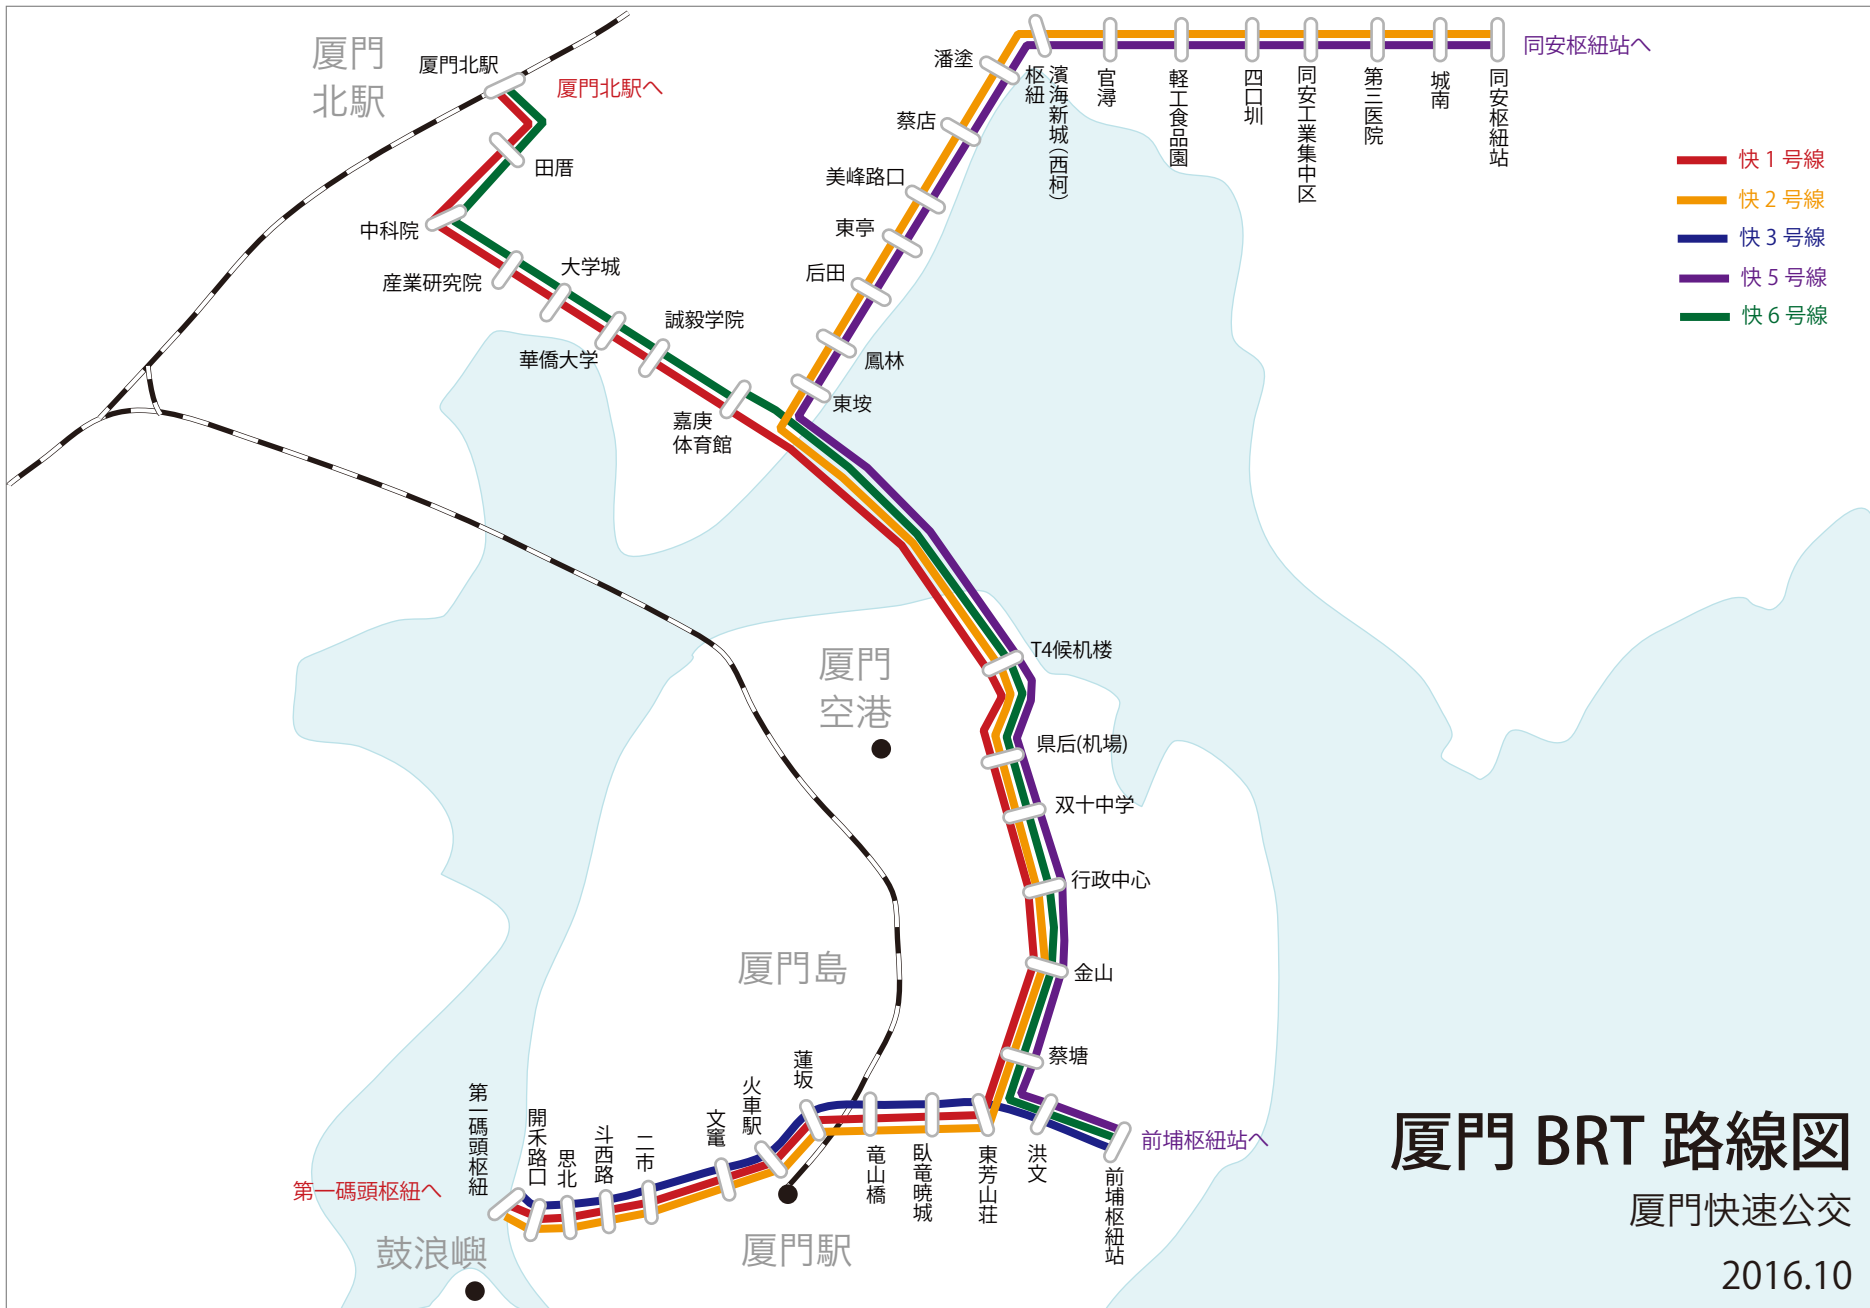 厦門
北駅
厦門北駅
厦門北駅へ
田厝
中科院
産業研究院
大学城
華僑大学
誠毅学院
嘉庚
体育館
潘塗
蔡店
美峰路口
東亭
后田
鳳林
東垵
枢紐
濱海新城（西柯）
官潯
軽工食品園
四口圳
同安工業集中区
第三医院
城南
同安枢紐站
同安枢紐站へ
快 1 号線
快 2 号線
快 3 号線
快 5 号線
快 6 号線
厦門
空港
T4候机楼
県后(机場)
双十中学
行政中心
金山
蔡塘
厦門島
第一碼頭枢紐
開禾路口
思北
斗西路
二市
文竈
火車駅
蓮坂
竜山橋
臥竜暁城
東芳山荘
洪文
前埔枢紐站
前埔枢紐站へ
第一碼頭枢紐へ
鼓浪嶼
厦門駅
厦門 BRT 路線図
厦門快速公交
2016.10